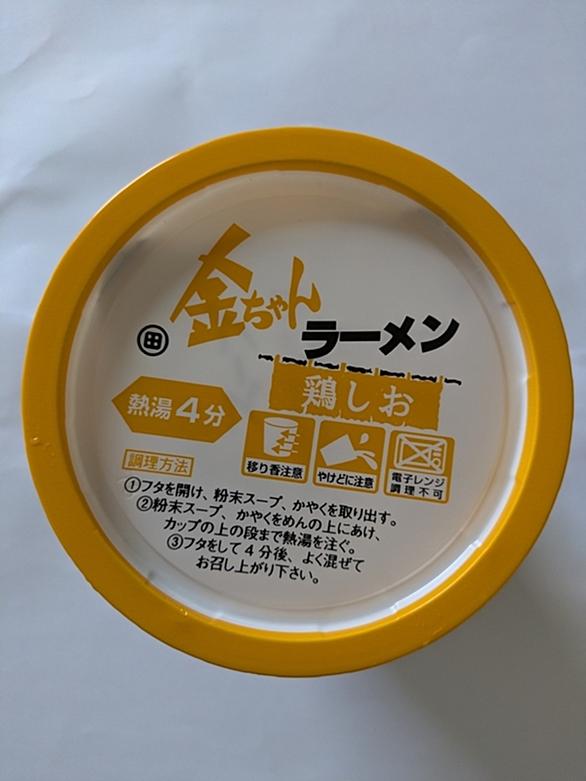 金ちゃん
ラーメン
田
鶏しお
熱湯4分
移り香注意
やけどに注意
電子レンジ
調理不可
調理方法
①フタを開け、粉末スープ、かやくを取り出す。
②粉末スープ、かやくをめんの上にあけ、
カップの上の段まで熱湯を注ぐ。
③フタをして4分後、よく混ぜて
お召し上がり下さい。